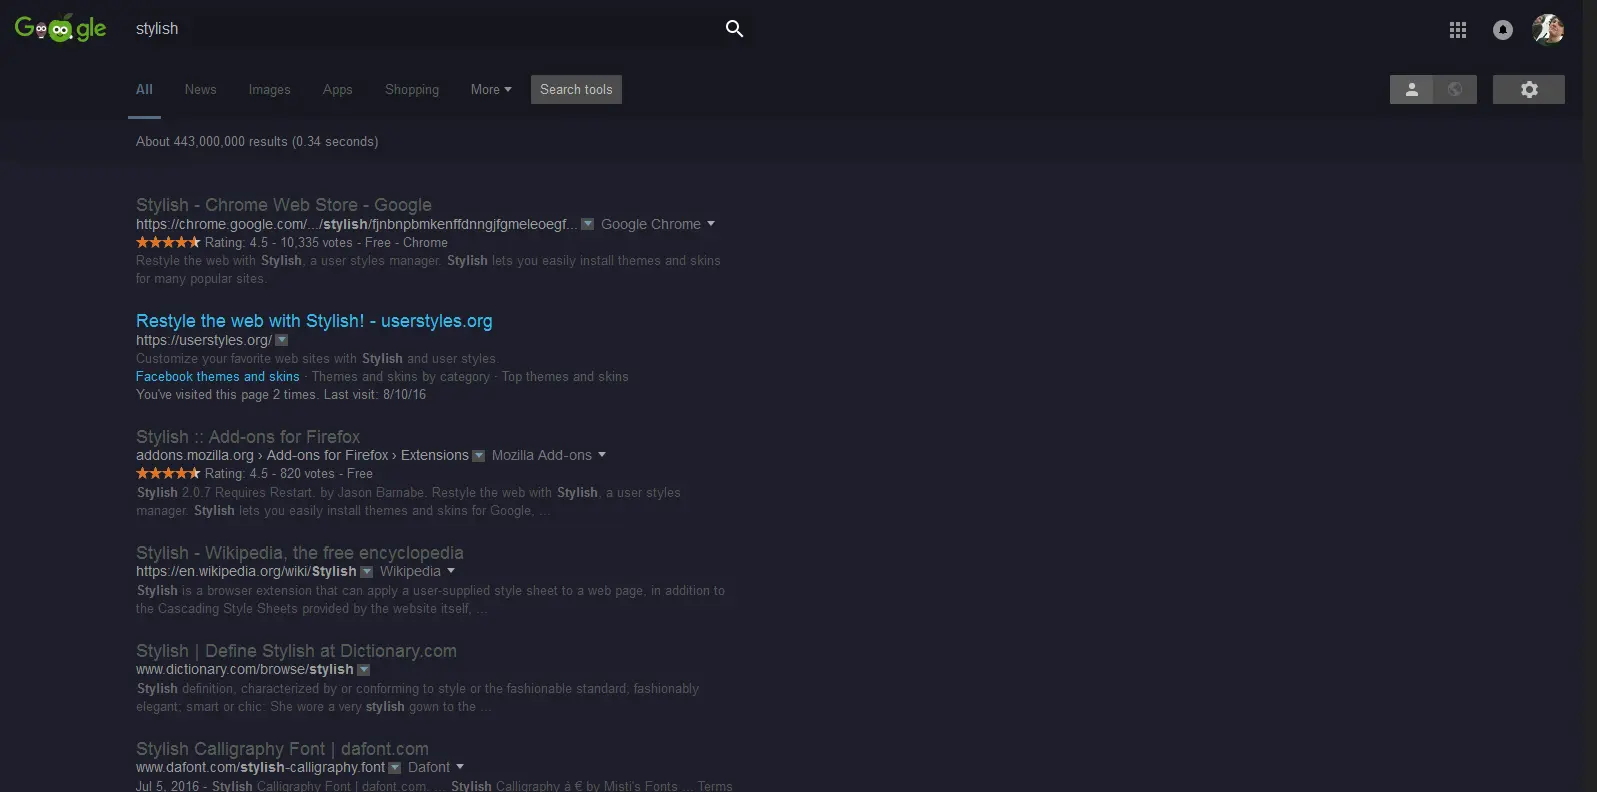 Google
stylish
All News Images Apps Shopping More Search tools
About 443,000,000 results (0.34 seconds)
Stylish - Chrome Web Store - Google
https://chrome.google.com/.../stylish/fjnbnpbmkenffdnngjfgmeleoegf... Google Chrome
Rating: 4.5 - 10,335 votes - Free - Chrome
Restyle the web with Stylish, a user styles manager. Stylish lets you easily install themes and skins
for many popular sites.
Restyle the web with Stylish! - userstyles.org
https://userstyles.org/
Customize your favorite web sites with Stylish and user styles.
Facebook themes and skins · Themes and skins by category · Top themes and skins
You've visited this page 2 times. Last visit: 8/10/16
Stylish :: Add-ons for Firefox
addons.mozilla.org › Add-ons for Firefox › Extensions Mozilla Add-ons
Rating: 4.5 - 820 votes - Free
Stylish 2.0.7 Requires Restart. by Jason Barnabe. Restyle the web with Stylish, a user styles
manager. Stylish lets you easily install themes and skins for Google, ...
Stylish - Wikipedia, the free encyclopedia
https://en.wikipedia.org/wiki/Stylish Wikipedia
Stylish is a browser extension that can apply a user-supplied style sheet to a web page, in addition to
the Cascading Style Sheets provided by the website itself, ...
Stylish | Define Stylish at Dictionary.com
www.dictionary.com/browse/stylish
Stylish definition, characterized by or conforming to style or the fashionable standard; fashionably
elegant; smart or chic: She wore a very stylish gown to the ...
Stylish Calligraphy Font | dafont.com
www.dafont.com/stylish-calligraphy.font Dafont
Jul 5, 2016 - Stylish Calligraphy Font | dafont.com. ... Stylish Calligraphy à € by Misti's Fonts ... Terms